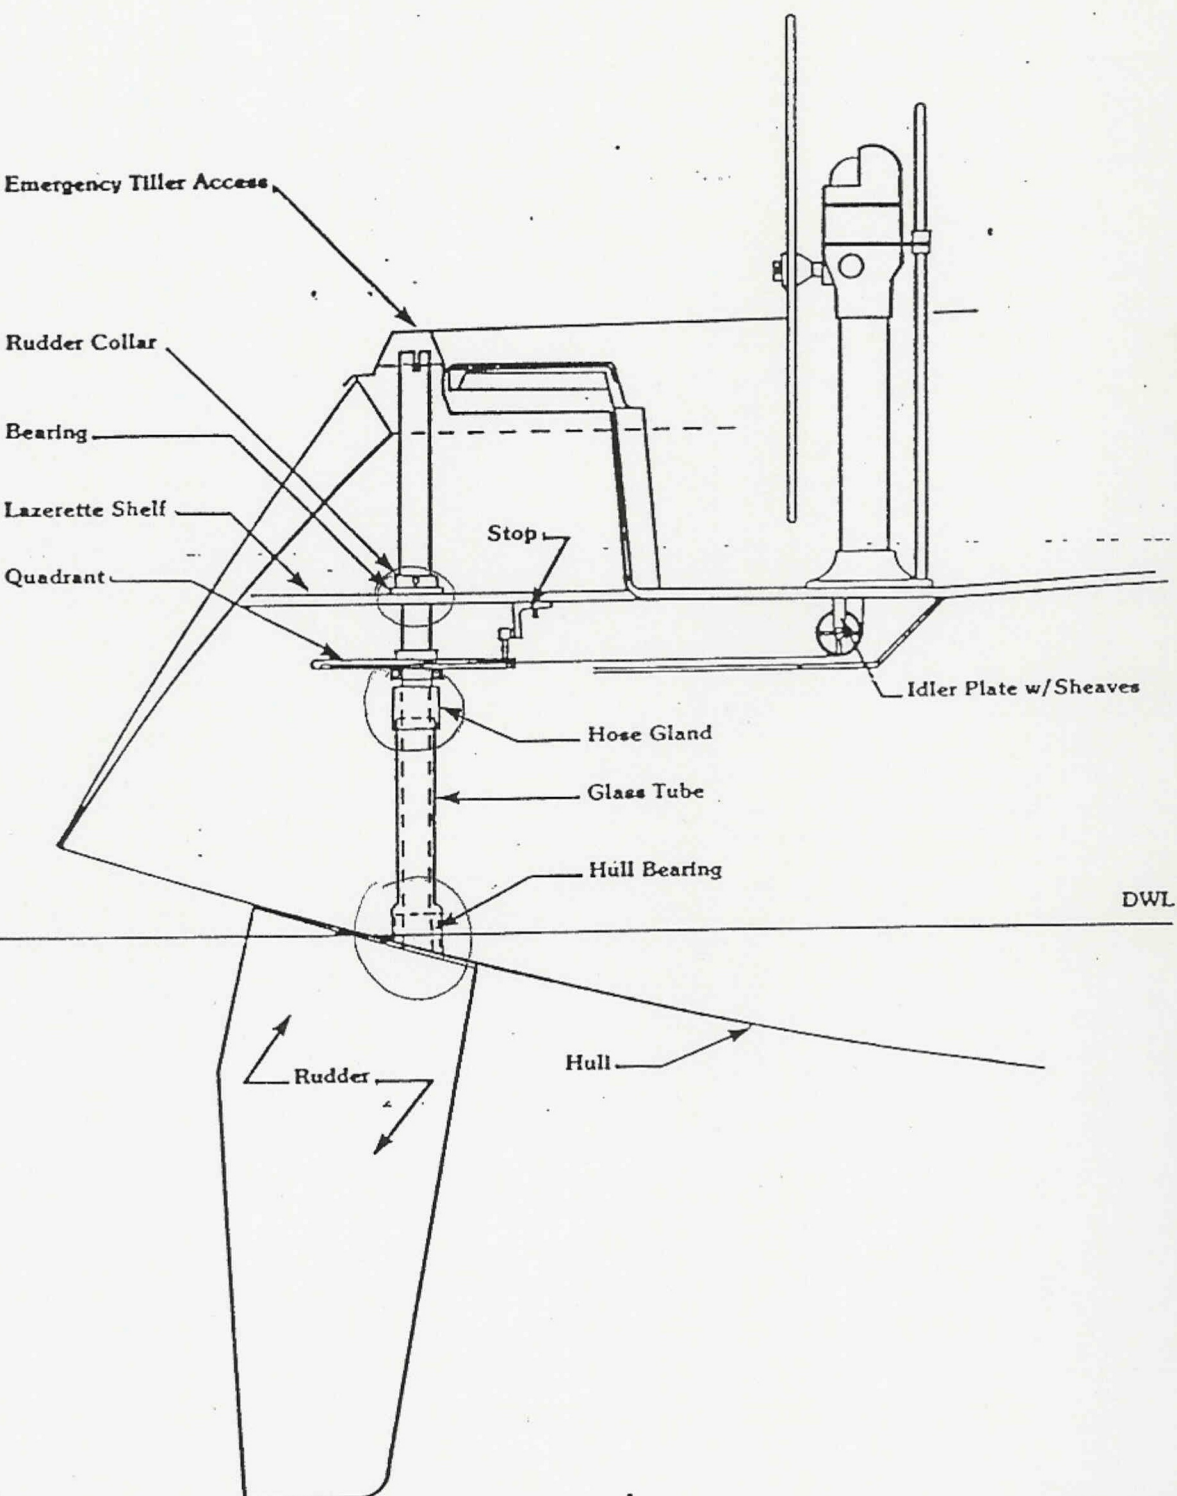 Emergency Tiller Access
Rudder Collar
Bearing
Lazerette Shelf
Stop
Quadrant
Idler Plate w/Sheaves
Hose Gland
Glass Tube
Hull Bearing
DWL
Hull
Rudder